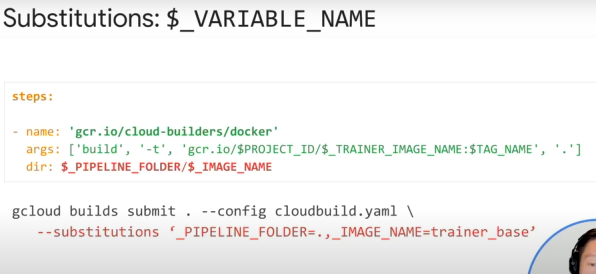 Substitutions: $_VARIABLE_NAME
steps:
- name: 'gcr.io/cloud-builders/docker'
args: ['build', '-t', 'gcr.io/$PROJECT_ID/$_TRAINER_IMAGE_NAME:$TAG_NAME', '.']
dir: $_PIPELINE_FOLDER/$_IMAGE_NAME
gcloud builds submit . --config cloudbuild.yaml \
--substitutions ‘_PIPELINE_FOLDER=.,_IMAGE_NAME=trainer_base’